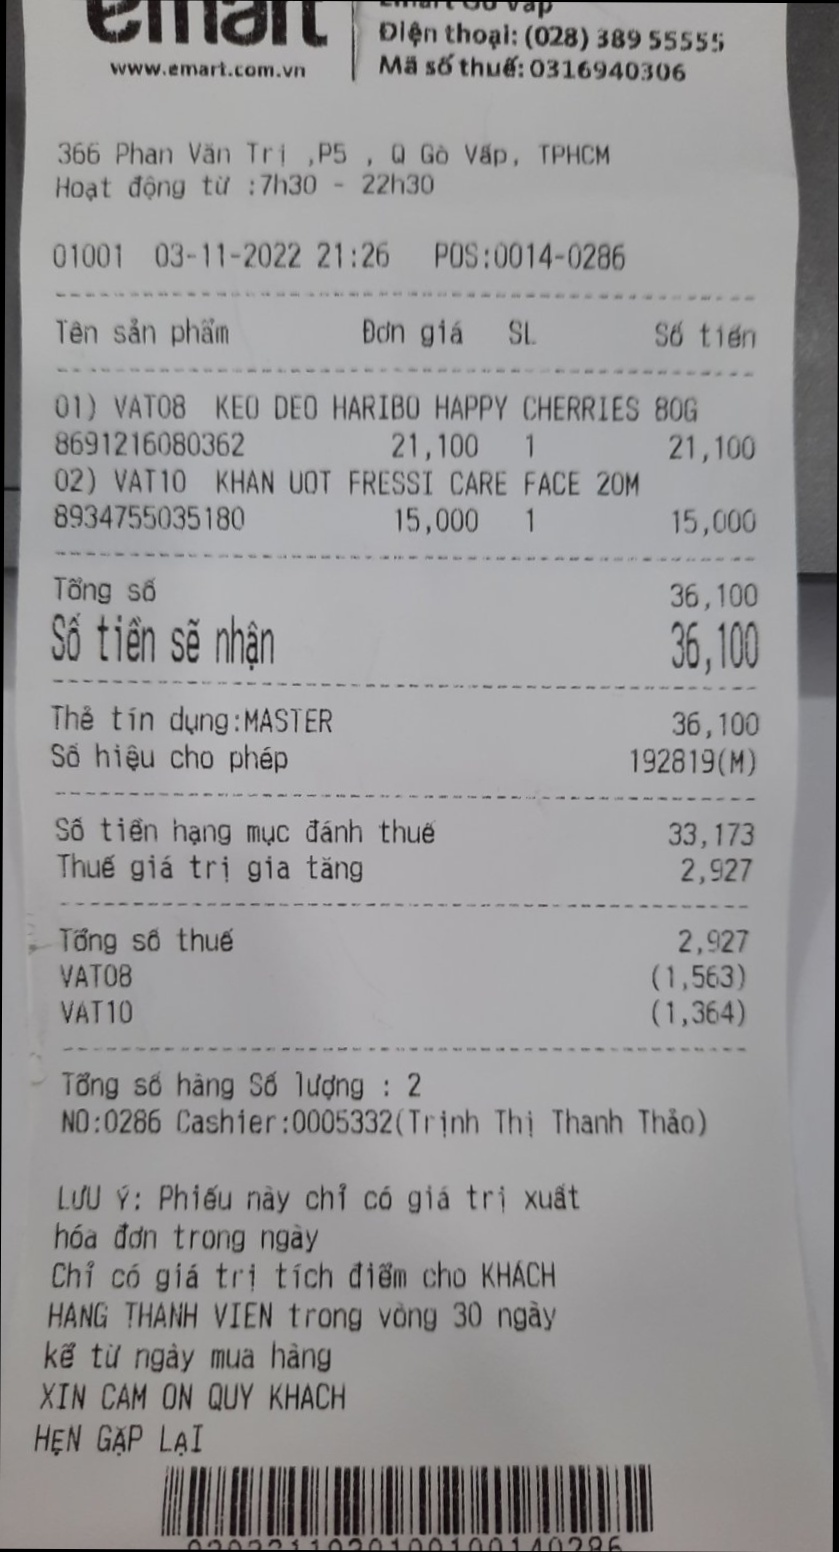 emart
Emart Gò Vấp
Điện thoại: (028) 389 55555
www.emart.com.vn
Mã số thuế: 0316940306
366 Phan Văn Trị ,P5 , Q Gò Vấp, TPHCM
Hoạt động từ :7h30 - 22h30
01001 03-11-2022 21:26 POS:0014-0286
Tên sản phẩm Đơn giá SL Số tiền
01) VAT08 KEO DEO HARIBO HAPPY CHERRIES 80G
8691216080362 21,100 1 21,100
02) VAT10 KHAN UOT FRESSI CARE FACE 20M
8934755035180 15,000 1 15,000
Tổng số 36,100
Số tiền sẽ nhận 36,100
Thẻ tín dụng:MASTER 36,100
Số hiệu cho phép 192819(M)
Số tiền hạng mục đánh thuế 33,173
Thuế giá trị gia tăng 2,927
Tổng số thuế 2,927
VAT08 (1,563)
VAT10 (1,364)
Tổng số hàng Số lượng : 2
NO:0286 Cashier:0005332(Trịnh Thị Thanh Thảo)
LƯU Ý: Phiếu này chỉ có giá trị xuất
hóa đơn trong ngày
Chỉ có giá trị tích điểm cho KHÁCH
HÀNG THÀNH VIÊN trong vòng 30 ngày
kể từ ngày mua hàng
XIN CAM ON QUY KHACH
HẸN GẶP LẠI